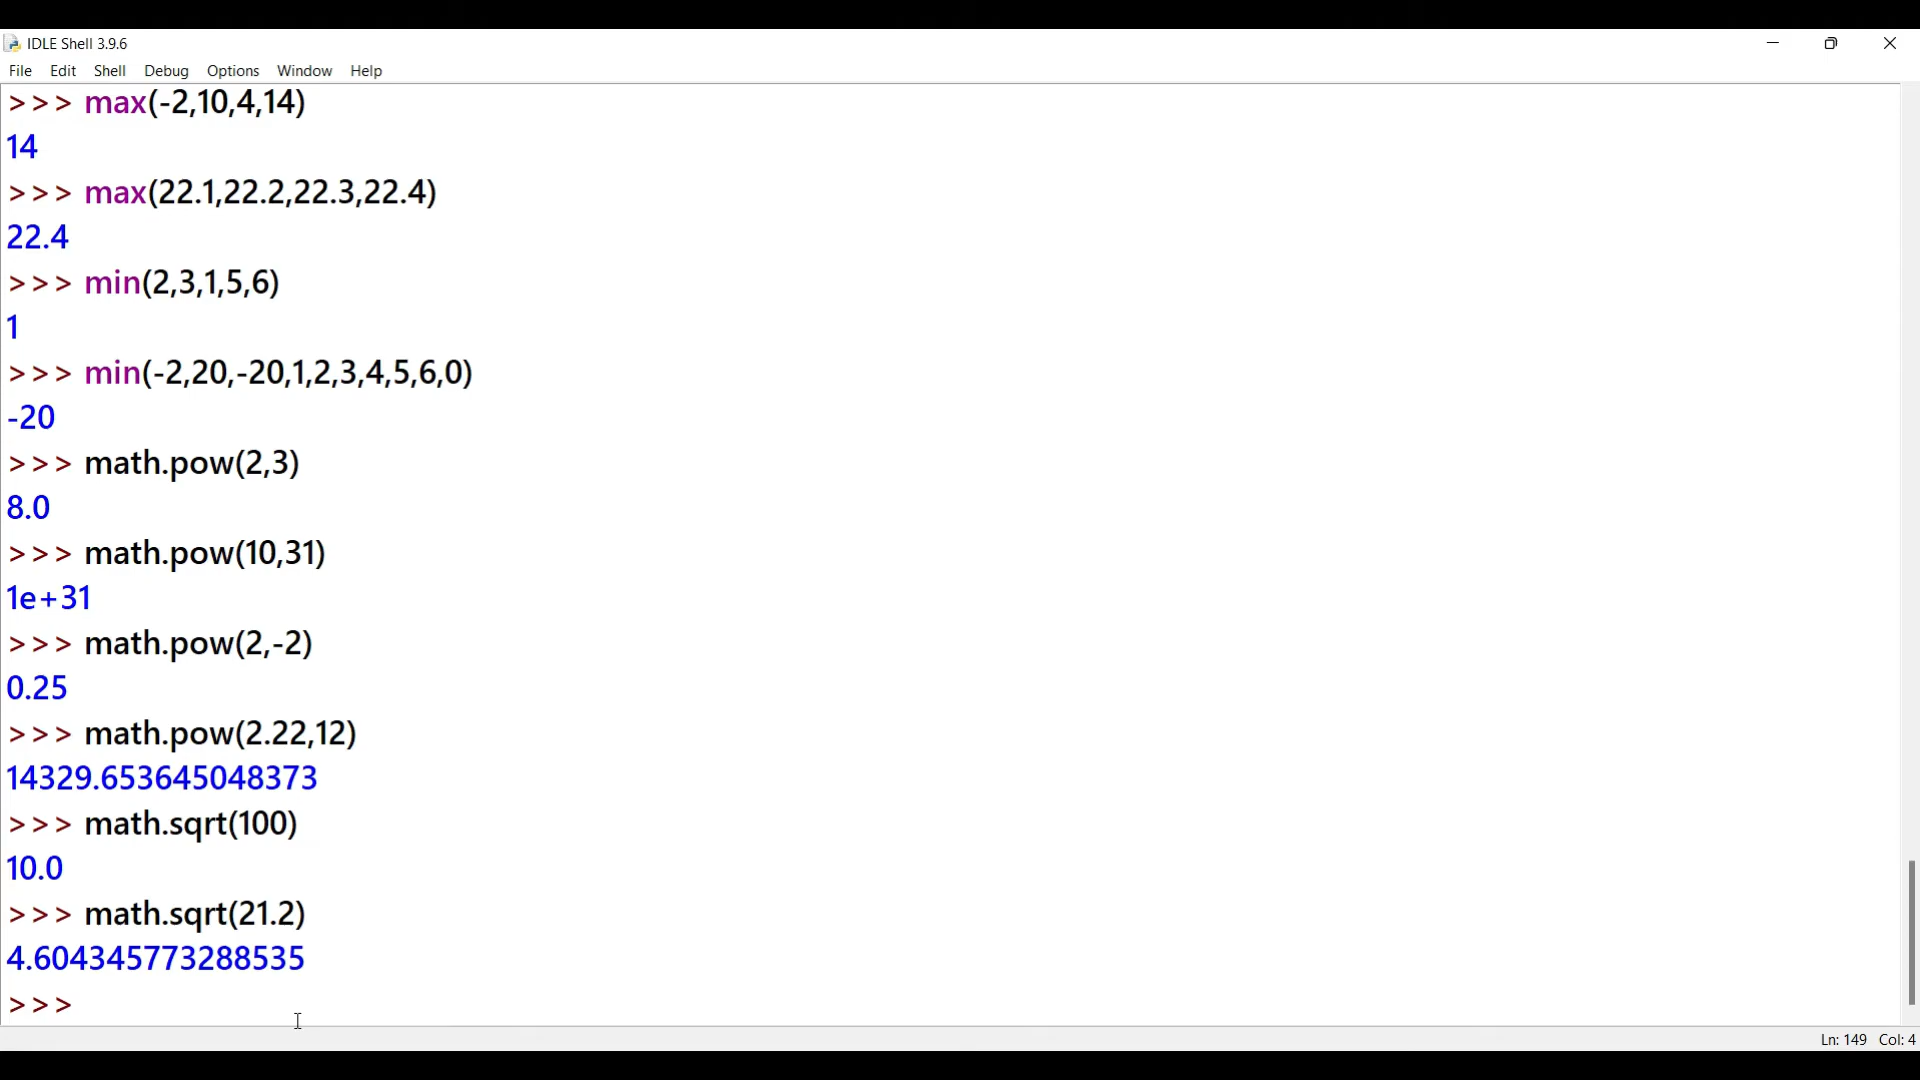 IDLE Shell 3.9.6
File Edit Shell Debug Options Window Help
>>> max(-2,10,4,14)
14
>>> max(22.1,22.2,22.3,22.4)
22.4
>>> min(2,3,1,5,6)
1
>>> min(-2,20,-20,1,2,3,4,5,6,0)
-20
>>> math.pow(2,3)
8.0
>>> math.pow(10,31)
1e+31
>>> math.pow(2,-2)
0.25
>>> math.pow(2.22,12)
14329.653645048373
>>> math.sqrt(100)
10.0
>>> math.sqrt(21.2)
4.604345773288535
>>>
Ln: 149 Col: 4